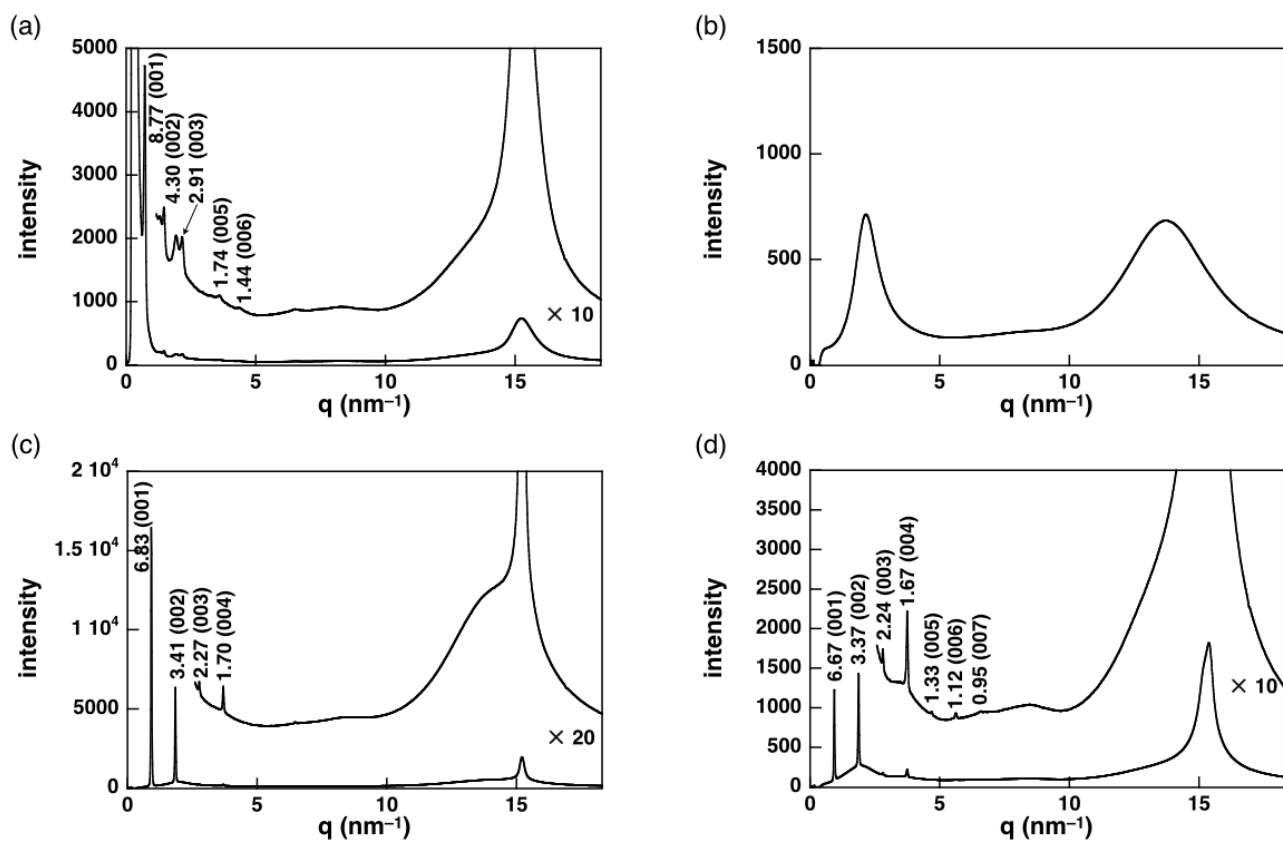 (a)
5000
4000
3000
2000
1000
0
intensity
8.77 (001)
4.30 (002)
2.91 (003)
1.74 (005)
1.44 (006)
× 10
0 5 10 15
q (nm⁻¹)
(b)
1500
1000
500
0
intensity
0 5 10 15
q (nm⁻¹)
(c)
2 10⁴
1.5 10⁴
1 10⁴
5000
0
intensity
6.83 (001)
3.41 (002)
2.27 (003)
1.70 (004)
× 20
0 5 10 15
q (nm⁻¹)
(d)
4000
3500
3000
2500
2000
1500
1000
500
0
intensity
6.67 (001)
3.37 (002)
2.24 (003)
1.67 (004)
1.33 (005)
1.12 (006)
0.95 (007)
× 10
0 5 10 15
q (nm⁻¹)